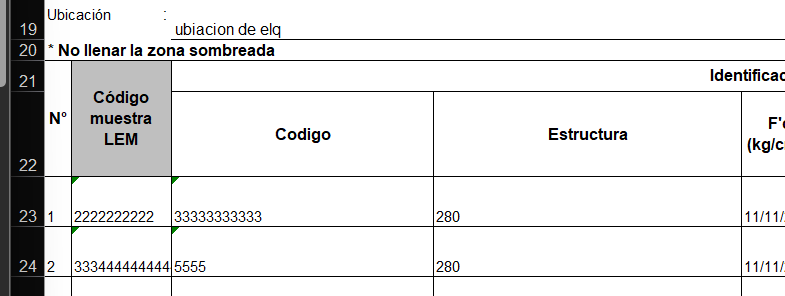 19 Ubicación : ubiacion de elq
20 * No llenar la zona sombreada
21 Identificac
22 N° Código muestra LEM Codigo Estructura F'c (kg/c
23 1 2222222222 33333333333 280 11/11/
24 2 333444444444 5555 280 11/11/